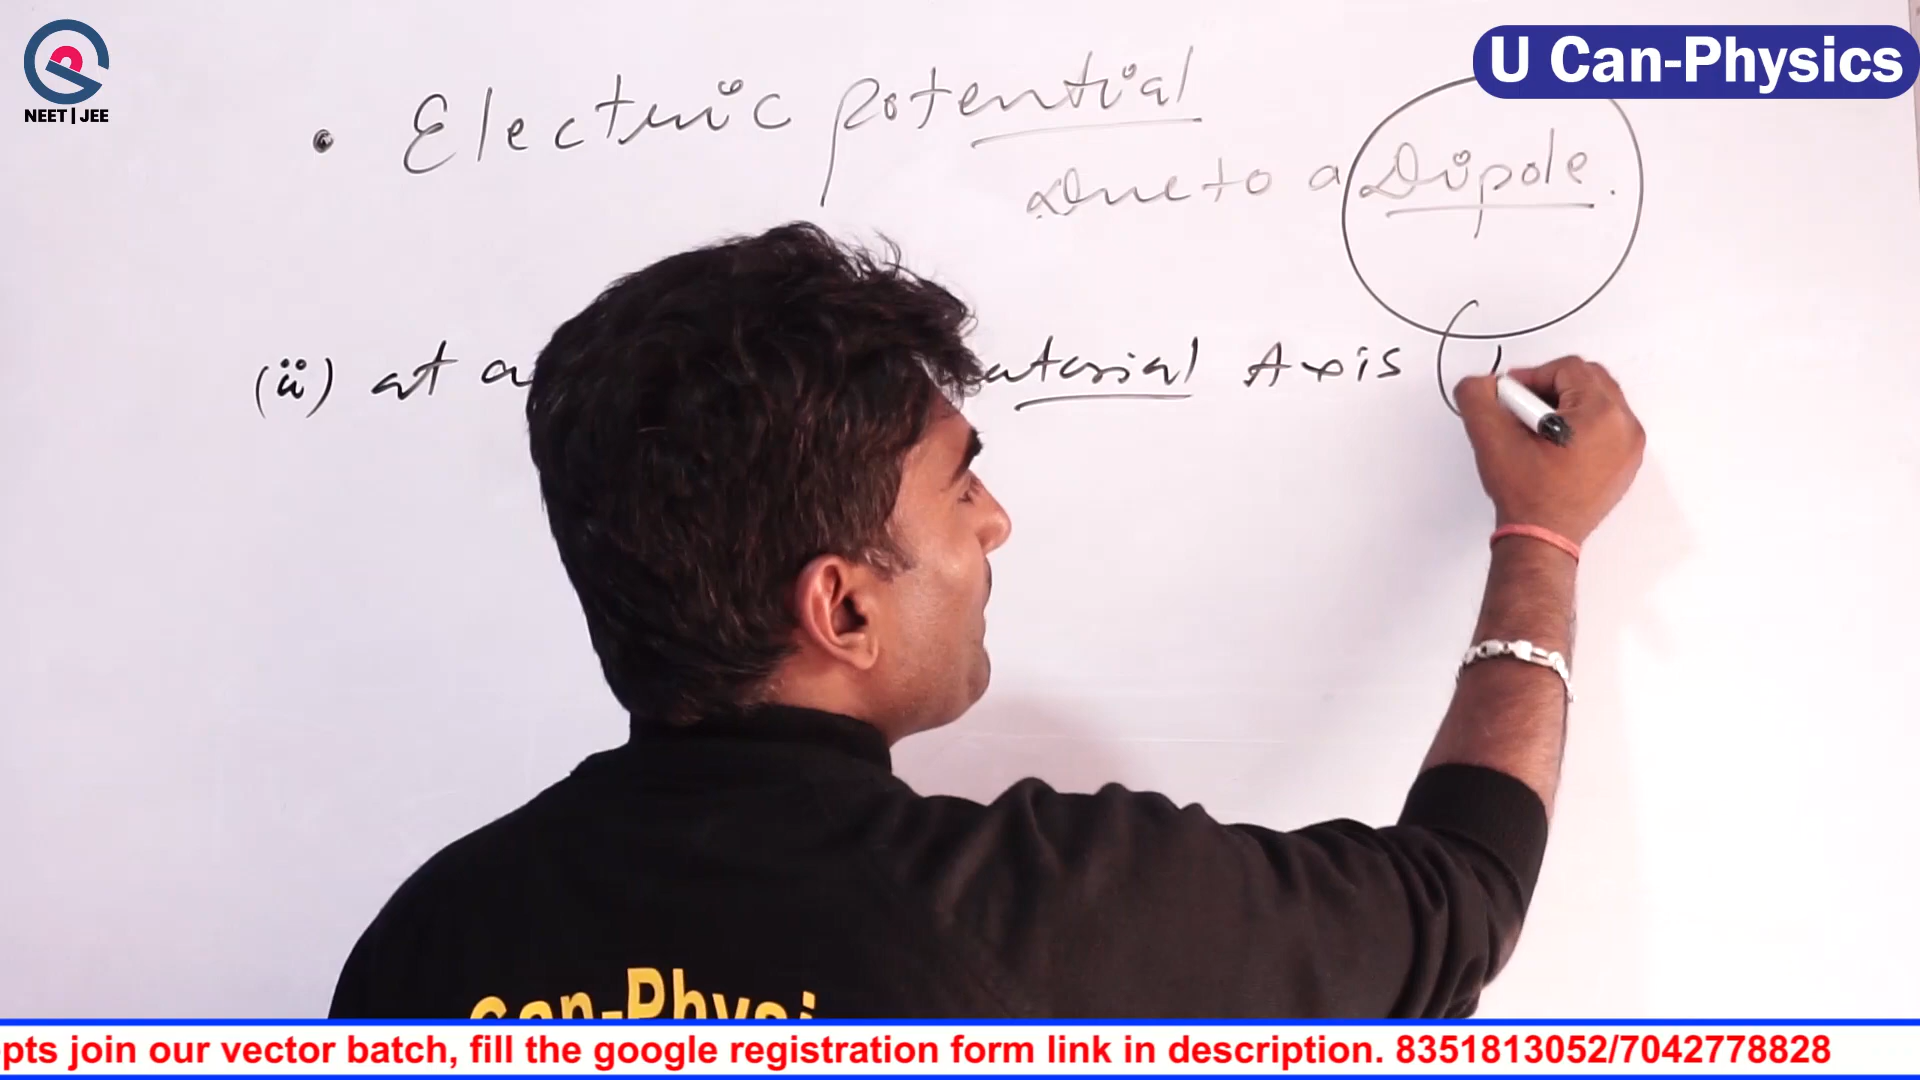 NEET|JEE
U Can-Physics
• Electric potential
Due to a Dipole.
(ii) at a
Axis (
Can-Physi
pts join our vector batch, fill the google registration form link in description. 8351813052/7042778828